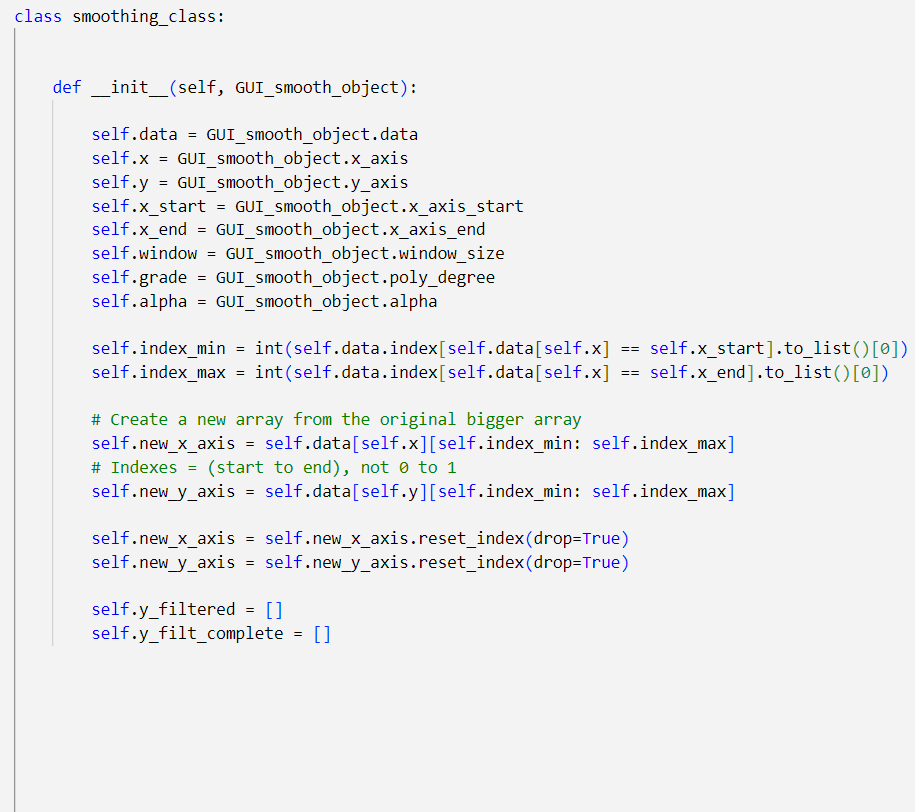 class smoothing_class:
def __init__(self, GUI_smooth_object):
self.data = GUI_smooth_object.data
self.x = GUI_smooth_object.x_axis
self.y = GUI_smooth_object.y_axis
self.x_start = GUI_smooth_object.x_axis_start
self.x_end = GUI_smooth_object.x_axis_end
self.window = GUI_smooth_object.window_size
self.grade = GUI_smooth_object.poly_degree
self.alpha = GUI_smooth_object.alpha
self.index_min = int(self.data.index[self.data[self.x] == self.x_start].to_list()[0])
self.index_max = int(self.data.index[self.data[self.x] == self.x_end].to_list()[0])
# Create a new array from the original bigger array
self.new_x_axis = self.data[self.x][self.index_min: self.index_max]
# Indexes = (start to end), not 0 to 1
self.new_y_axis = self.data[self.y][self.index_min: self.index_max]
self.new_x_axis = self.new_x_axis.reset_index(drop=True)
self.new_y_axis = self.new_y_axis.reset_index(drop=True)
self.y_filtered = []
self.y_filt_complete = []